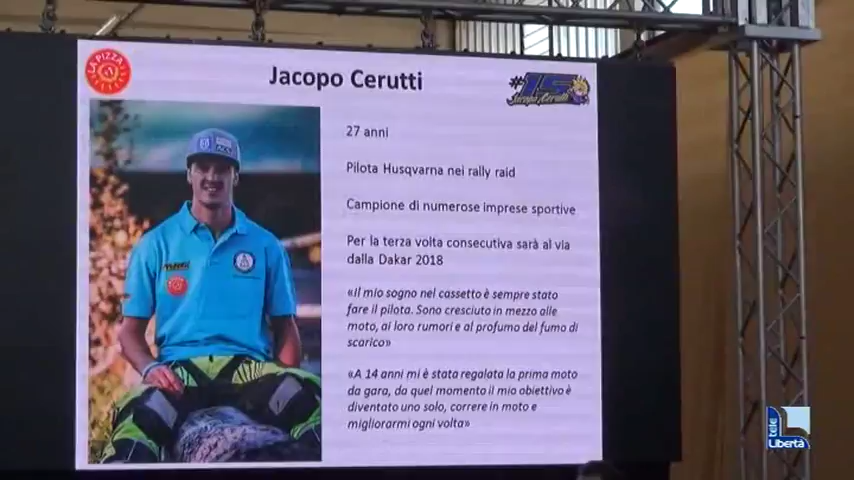 LA PIZZA
Jacopo Cerutti
#15
Jacopo Cerutti
27 anni
Pilota Husqvarna nei rally raid
Campione di numerose imprese sportive
Per la terza volta consecutiva sarà al via
dalla Dakar 2018
«Il mio sogno nel cassetto è sempre stato
fare il pilota. Sono cresciuto in mezzo alle
moto, ai loro rumori e al profumo del fumo di
scarico»
«A 14 anni mi è stata regalata la prima moto
da gara, da quel momento il mio obiettivo è
diventato uno solo, correre in moto e
migliorarmi ogni volta»
tele
Libertà